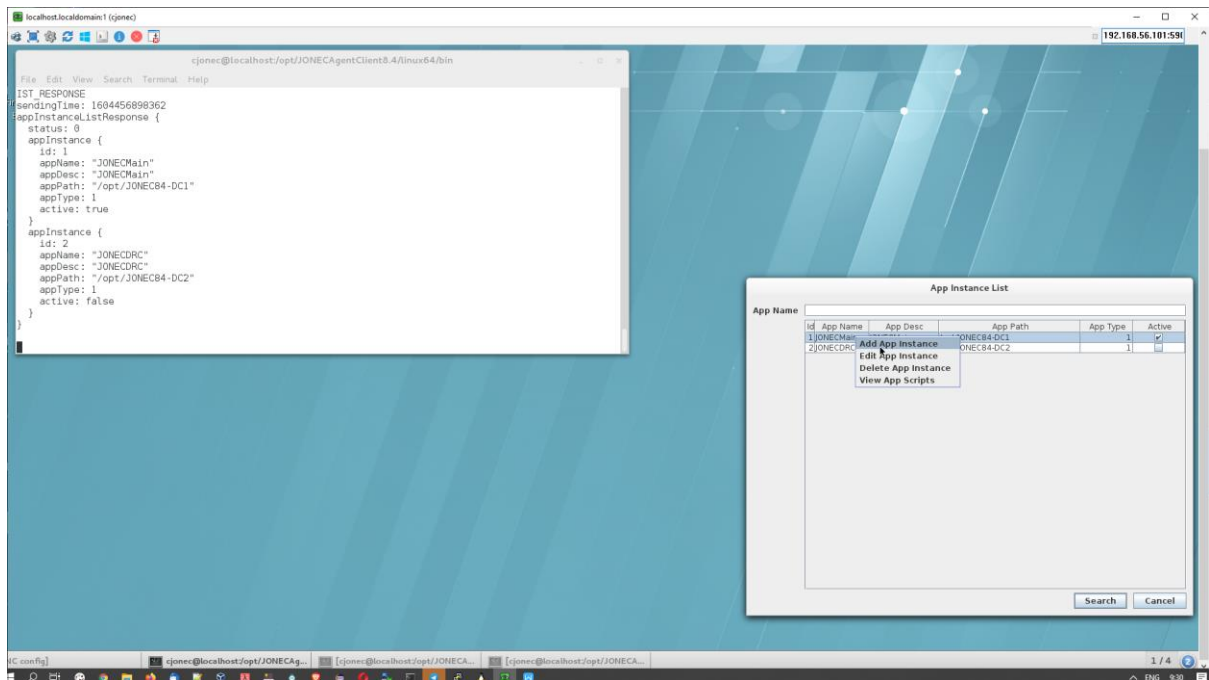 localhost.localdomain:1 (cjonec)
192.168.56.101:590
cjonec@localhost:/opt/JONECAgentClient8.4/linux64/bin
File Edit View Search Terminal Help
IST_RESPONSE
sendingTime: 1604456898362
appInstanceListResponse {
status: 0
appInstance {
id: 1
appName: "JONECMain"
appDesc: "JONECMain"
appPath: "/opt/JONEC84-DC1"
appType: 1
active: true
}
appInstance {
id: 2
appName: "JONECDRC"
appDesc: "JONECDRC"
appPath: "/opt/JONEC84-DC2"
appType: 1
active: false
}
}
App Instance List
App Name
Id App Name App Desc App Path App Type Active
1 JONECMain ONEC84-DC1 1
2 JONECDRC ONEC84-DC2 1
Add App Instance
Edit App Instance
Delete App Instance
View App Scripts
Search Cancel
NC config] cjonec@localhost:/opt/JONECAg... [cjonec@localhost:/opt/JONECA... [cjonec@localhost:/opt/JONECA... 1 / 4 2
ENG 9:30